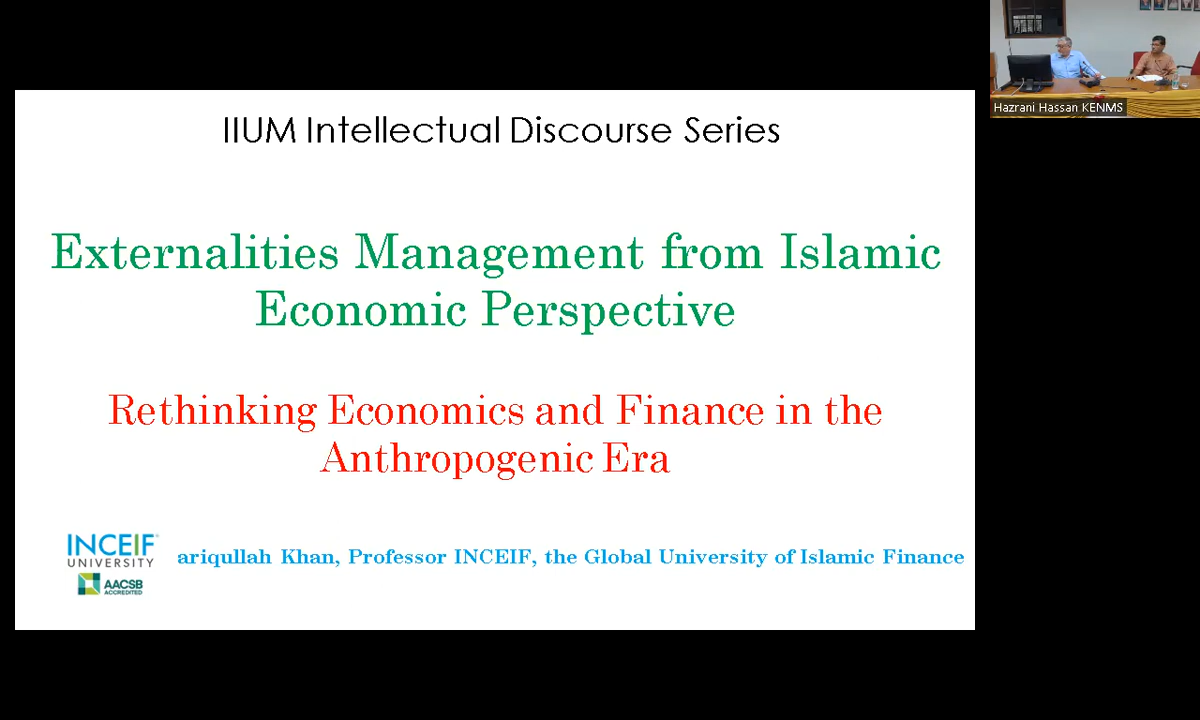 IIUM Intellectual Discourse Series
Externalities Management from Islamic
Economic Perspective
Rethinking Economics and Finance in the
Anthropogenic Era
INCEIF
UNIVERSITY
AACSB
ACCREDITED
ariqullah Khan, Professor INCEIF, the Global University of Islamic Finance
Hazrani Hassan KENMS